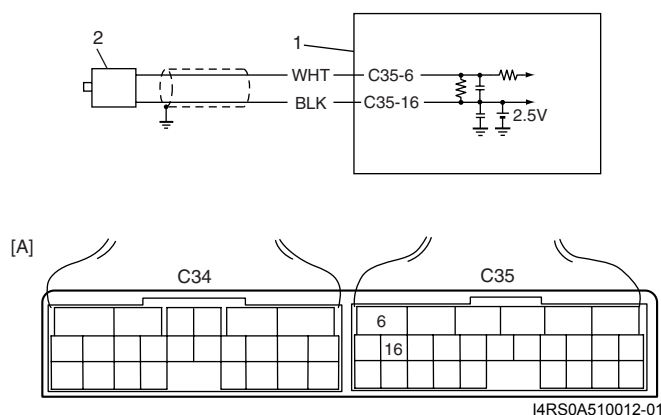 2
1
WHT C35-6
BLK C35-16
2.5V
[A]
C34 C35
6
16
I4RS0A510012-01